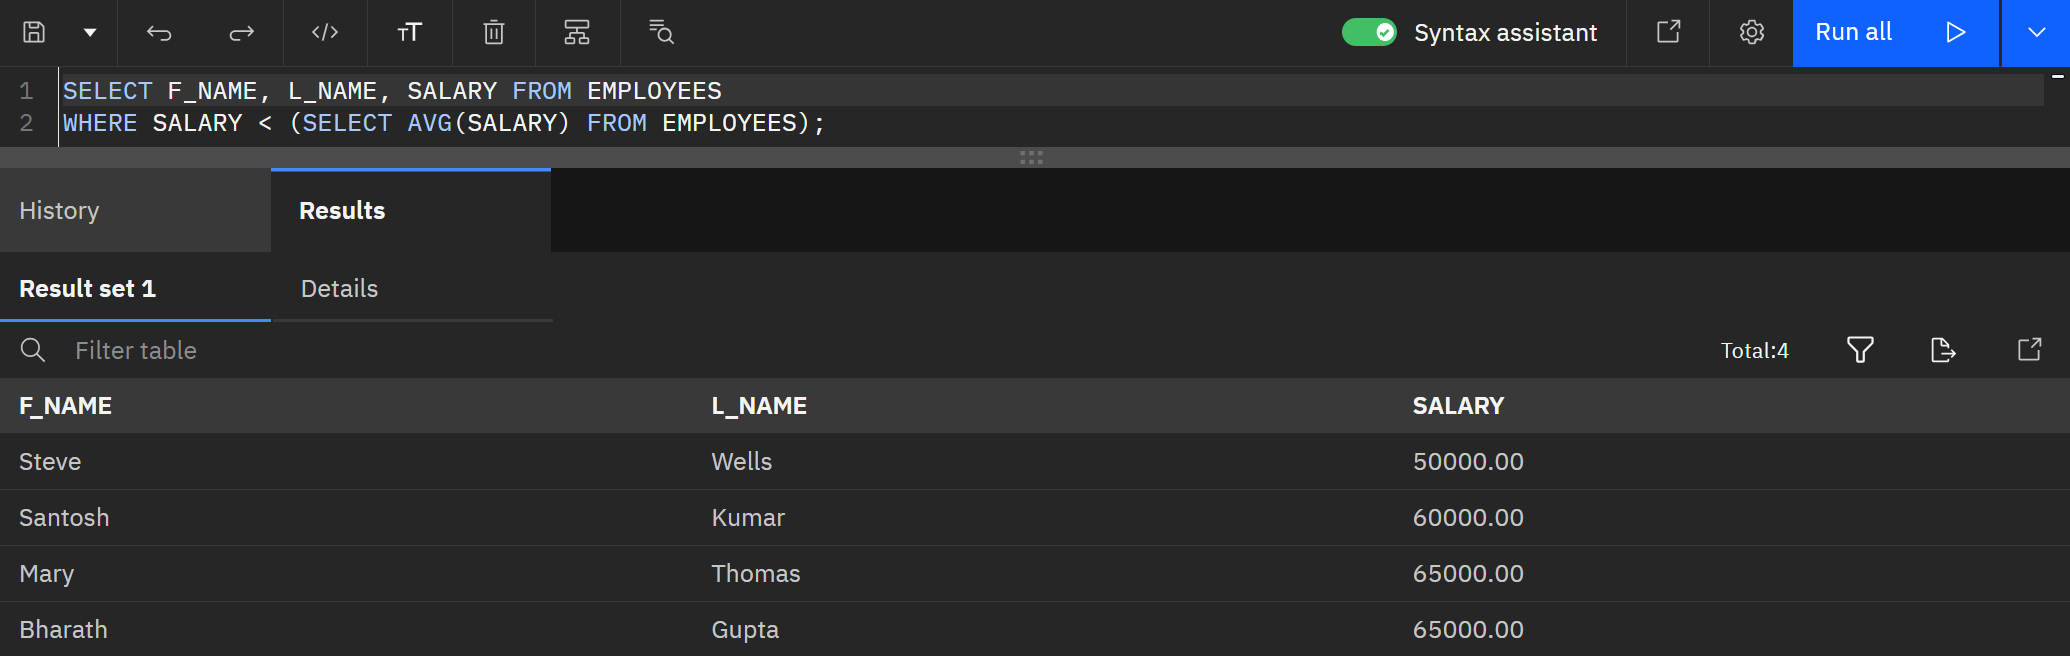 Syntax assistant
Run all
1 SELECT F_NAME, L_NAME, SALARY FROM EMPLOYEES
2 WHERE SALARY < (SELECT AVG(SALARY) FROM EMPLOYEES);
History Results
Result set 1 Details
Filter table Total:4
F_NAME L_NAME SALARY
Steve Wells 50000.00
Santosh Kumar 60000.00
Mary Thomas 65000.00
Bharath Gupta 65000.00